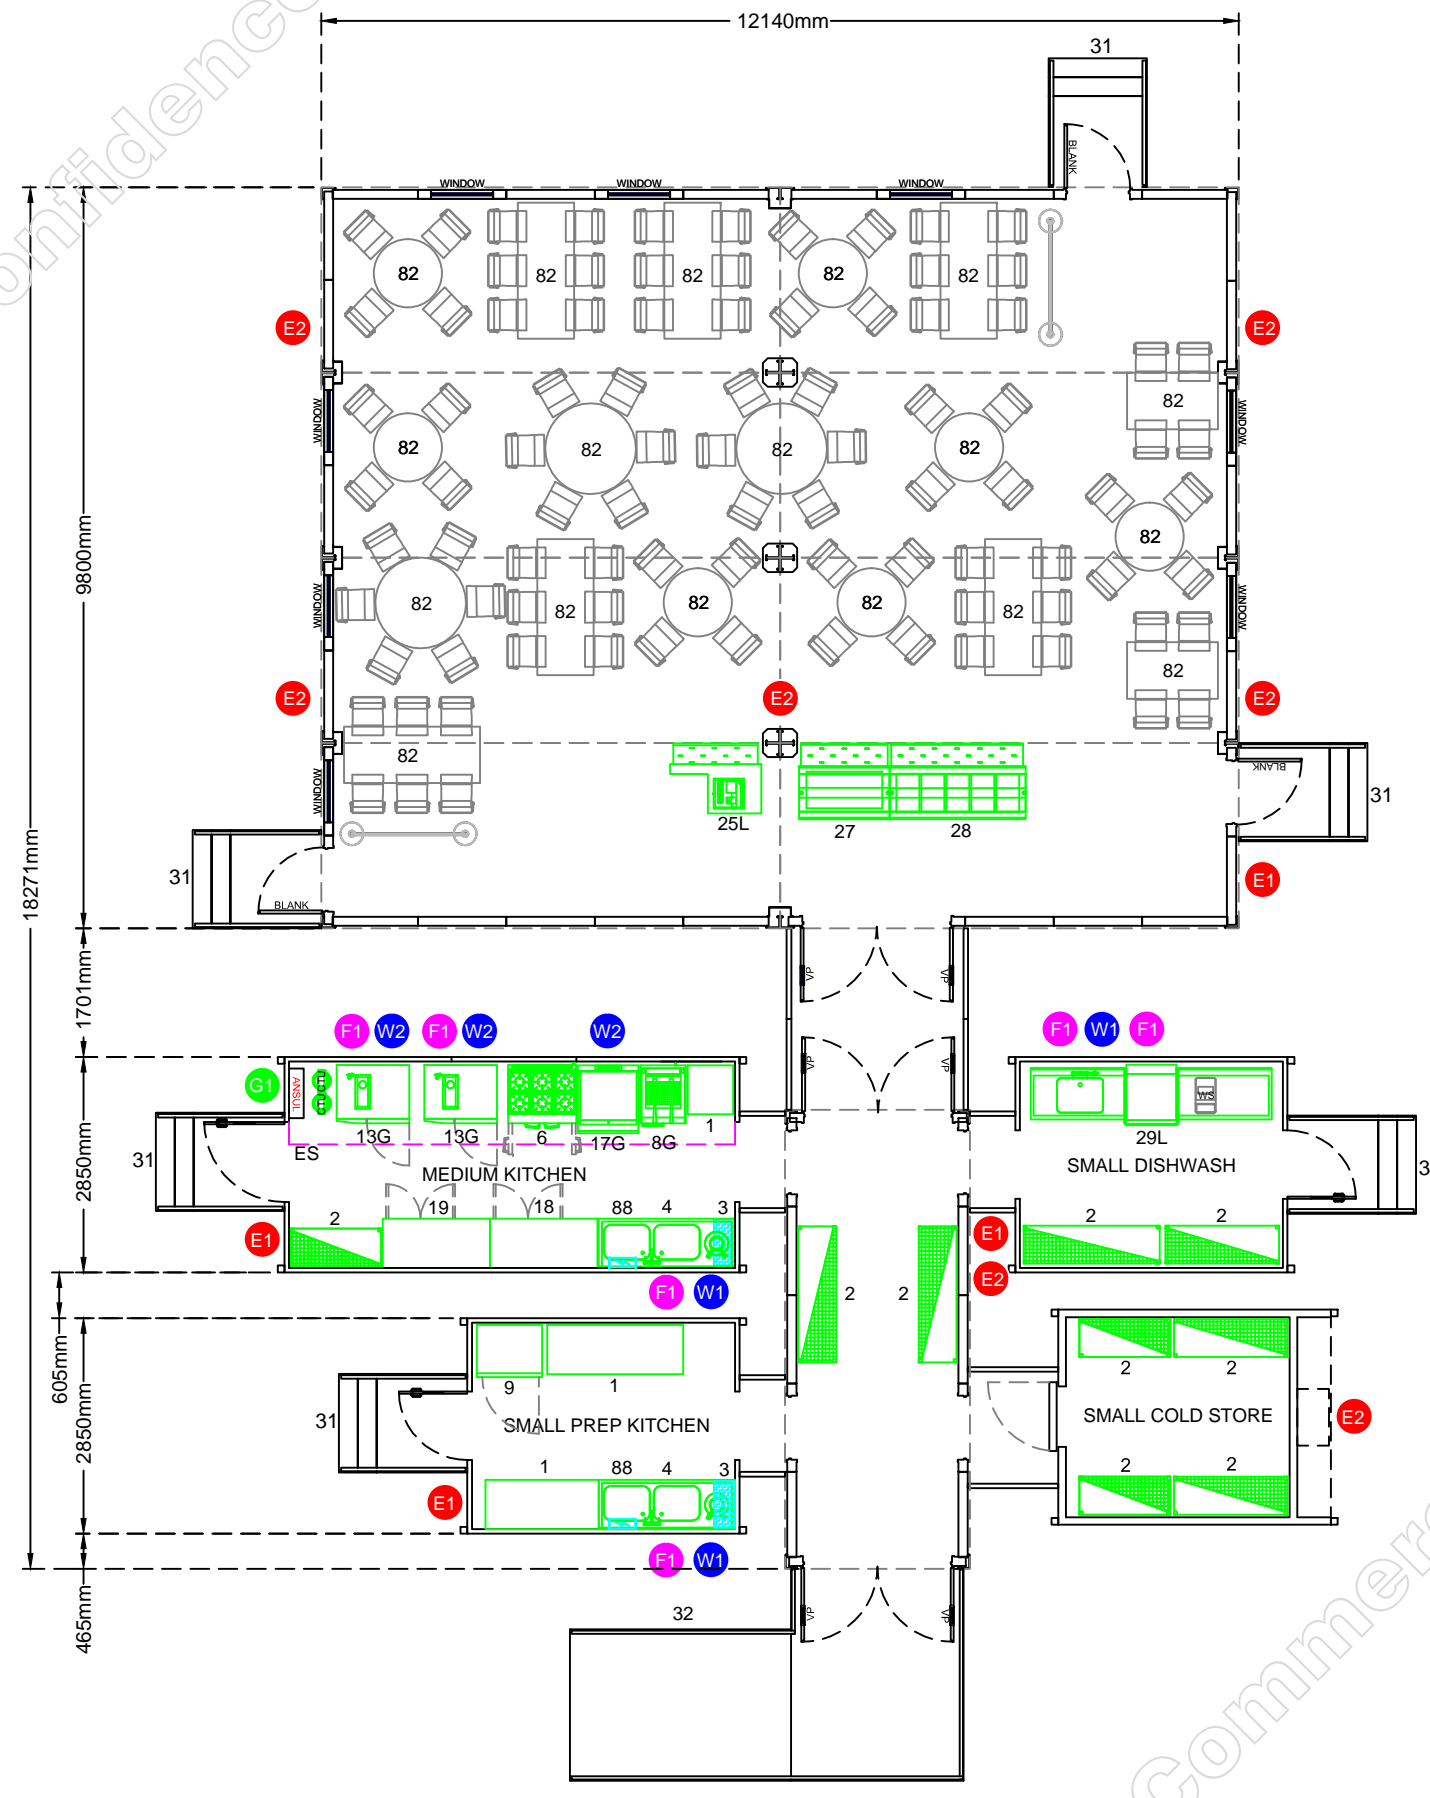 Confidence
12140mm
31
BLANK
WINDOW WINDOW WINDOW
82 82 82 82 82
E2 E2
WINDOW WINDOW
82
82 82 82 82
82
9800mm
WINDOW WINDOW
82 82 82 82 82
82
E2 E2 E2
82
WINDOW
BLANK
31
25L 27 28
18271mm
31
E1
BLANK
VP VP
1701mm
F1 W2 F1 W2 W2
F1 W1 F1
VP VP
G1
ANSUL
CTU CTU
WS
13G 13G 6 17G 8G 1
29L
ES
2850mm
31
MEDIUM KITCHEN
SMALL DISHWASH
3
2 19 18 88 4 3
2 2
E1
E1
E2
F1 W1
2 2
605mm
9 1
2 2
2850mm
31
SMALL PREP KITCHEN
SMALL COLD STORE
E2
1 88 4 3
2 2
E1
F1 W1
465mm
VP VP
32
Commer